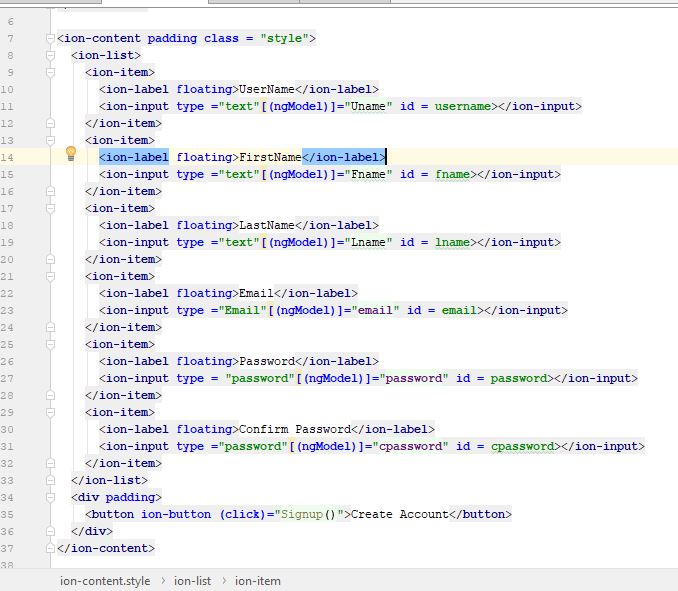 6
7 <ion-content padding class = "style">
8 <ion-list>
9 <ion-item>
10 <ion-label floating>UserName</ion-label>
11 <ion-input type ="text"[(ngModel)]="Uname" id = username></ion-input>
12 </ion-item>
13 <ion-item>
14 <ion-label floating>FirstName</ion-label>
15 <ion-input type ="text"[(ngModel)]="Fname" id = fname></ion-input>
16 </ion-item>
17 <ion-item>
18 <ion-label floating>LastName</ion-label>
19 <ion-input type ="text"[(ngModel)]="Lname" id = lname></ion-input>
20 </ion-item>
21 <ion-item>
22 <ion-label floating>Email</ion-label>
23 <ion-input type ="Email"[(ngModel)]="email" id = email></ion-input>
24 </ion-item>
25 <ion-item>
26 <ion-label floating>Password</ion-label>
27 <ion-input type = "password"[(ngModel)]="password" id = password></ion-input>
28 </ion-item>
29 <ion-item>
30 <ion-label floating>Confirm Password</ion-label>
31 <ion-input type ="password"[(ngModel)]="cpassword" id = cpassword></ion-input>
32 </ion-item>
33 </ion-list>
34 <div padding>
35 <button ion-button (click)="Signup()">Create Account</button>
36 </div>
37 </ion-content>
38
ion-content.style > ion-list > ion-item